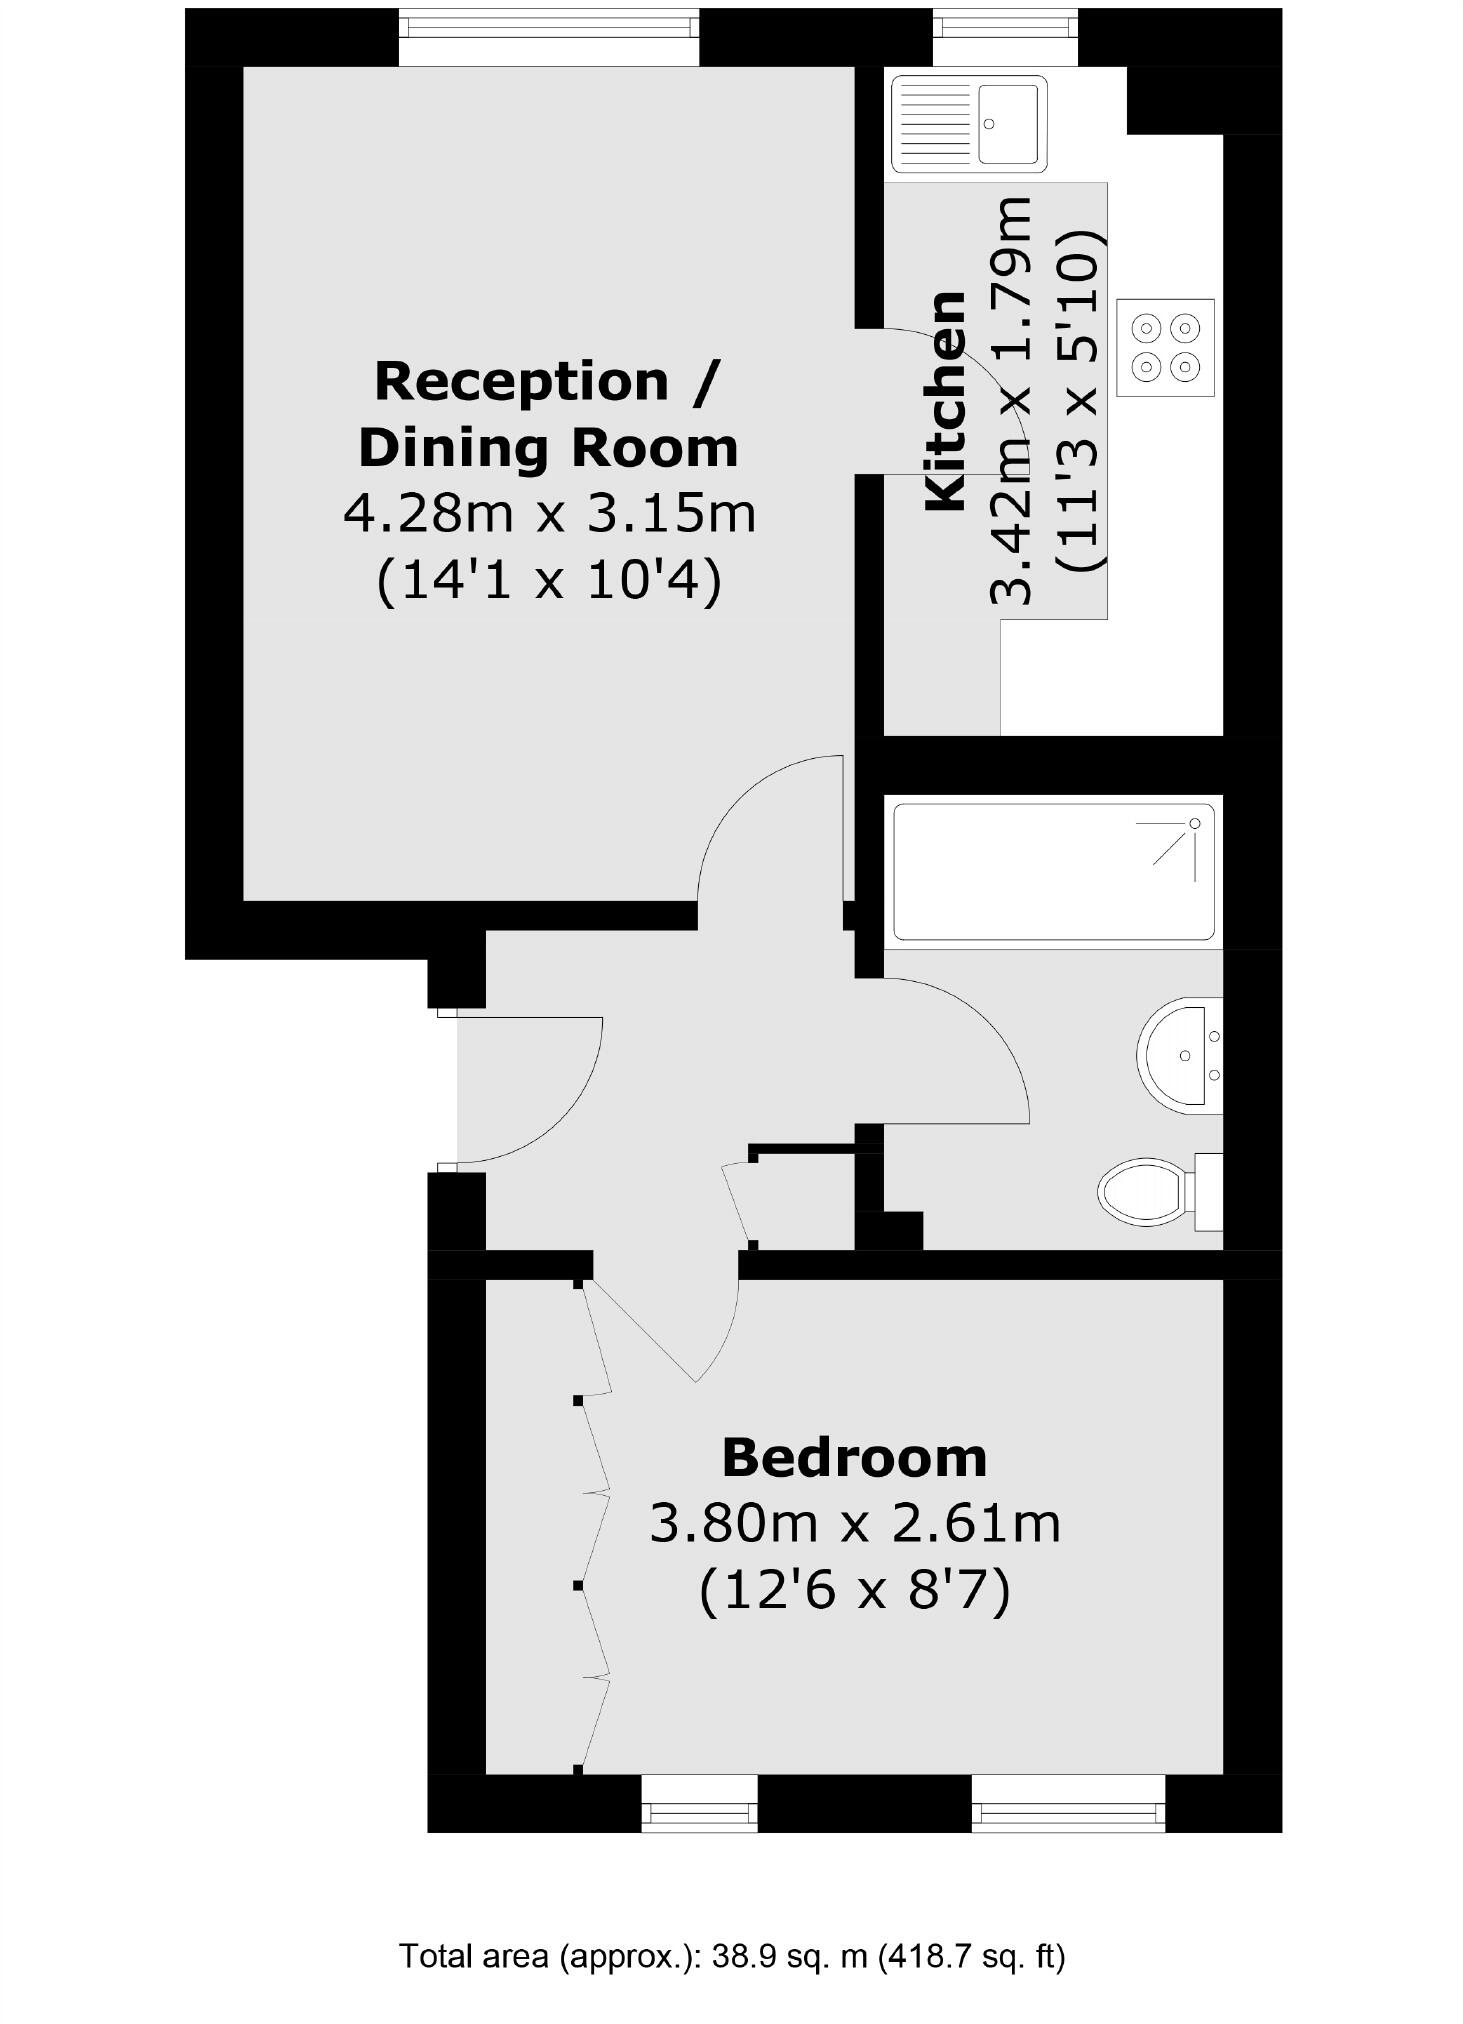 Reception /
Dining Room
4.28m x 3.15m
(14'1 x 10'4)
Kitchen
3.42m x 1.79m
(11'3 x 5'10)
Bedroom
3.80m x 2.61m
(12'6 x 8'7)
Total area (approx.): 38.9 sq. m (418.7 sq. ft)